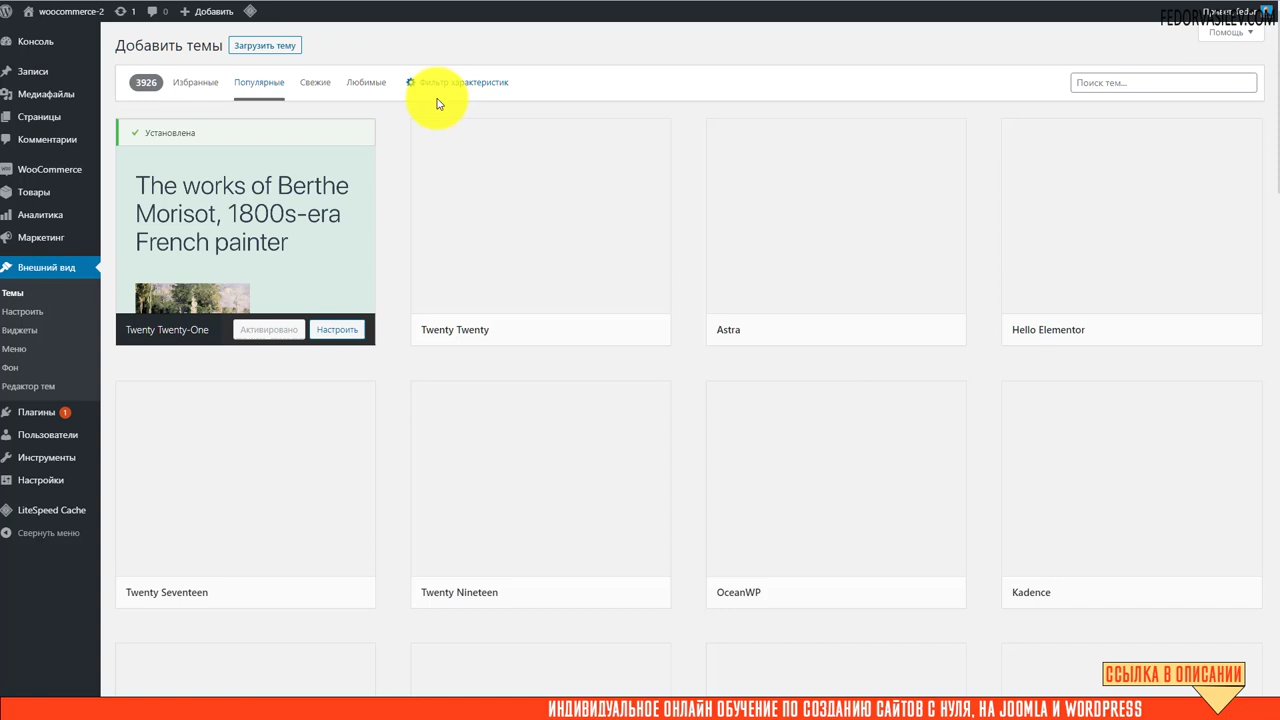 woocommerce-2
1
0
Добавить
Привет, fedor
FEDORVASILEV.COM
Помощь
Консоль
Записи
Медиафайлы
Страницы
Комментарии
WooCommerce
Товары
Аналитика
Маркетинг
Внешний вид
Темы
Настроить
Виджеты
Меню
Фон
Редактор тем
Плагины 1
Пользователи
Инструменты
Настройки
LiteSpeed Cache
Свернуть меню
Добавить темы
Загрузить тему
3926
Избранные
Популярные
Свежие
Любимые
Фильтр характеристик
Поиск тем...
Установлена
The works of Berthe
Morisot, 1800s-era
French painter
Twenty Twenty-One
Активировано
Настроить
Twenty Twenty
Astra
Hello Elementor
Twenty Seventeen
Twenty Nineteen
OceanWP
Kadence
ССЫЛКА В ОПИСАНИИ
ИНДИВИДУАЛЬНОЕ ОНЛАЙН ОБУЧЕНИЕ ПО СОЗДАНИЮ САЙТОВ С НУЛЯ, НА JOOMLA И WORDPRESS